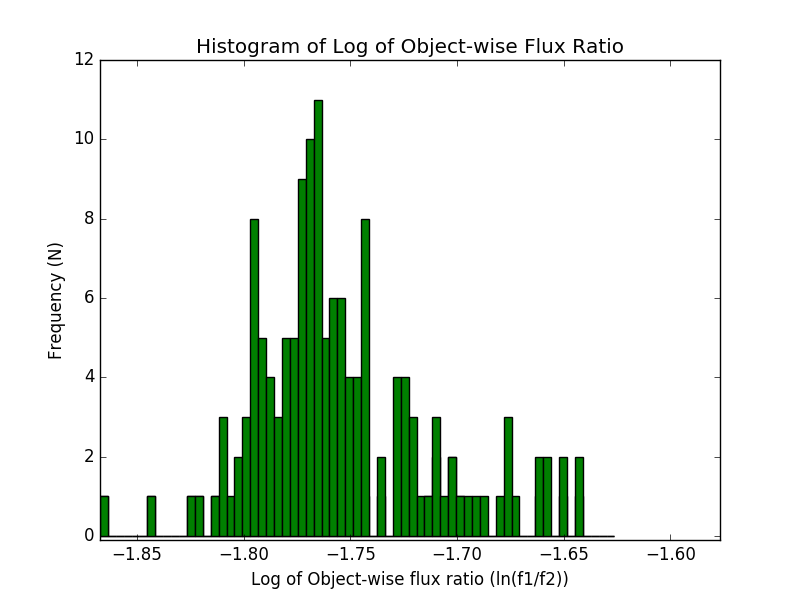 Histogram of Log of Object-wise Flux Ratio
12
10
8
6
4
2
0
Frequency (N)
−1.85 −1.80 −1.75 −1.70 −1.65 −1.60
Log of Object-wise flux ratio (ln(f1/f2))